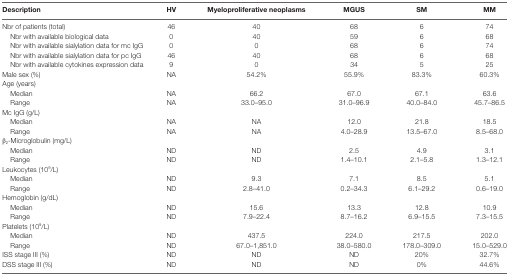 Description HV Myeloproliferative neoplasms MGUS SM MM
Nbr of patients (total) 46 40 68 6 74
Nbr with available biological data 0 40 59 6 68
Nbr with available sialylation data for mc IgG 0 0 68 6 74
Nbr with available sialylation data for pc IgG 46 40 68 6 68
Nbr with available cytokines expression data 9 0 34 5 25
Male sex (%) NA 54.2% 55.9% 83.3% 60.3%
Age (years)
Median NA 66.2 67.0 67.1 63.6
Range NA 33.0–95.0 31.0–96.9 40.0–84.0 45.7–86.5
Mc IgG (g/L)
Median NA NA 12.0 21.8 18.5
Range NA NA 4.0–28.9 13.5–67.0 8.5–68.0
β2-Microglobulin (mg/L)
Median ND ND 2.5 4.9 3.1
Range ND ND 1.4–10.1 2.1–5.8 1.3–12.1
Leukocytes (10⁹/L)
Median ND 9.3 7.1 8.5 5.1
Range ND 2.8–41.0 0.2–34.3 6.1–29.2 0.6–19.0
Hemoglobin (g/dL)
Median ND 15.6 13.3 12.8 10.9
Range ND 7.9–22.4 8.7–16.2 6.9–15.5 7.3–15.5
Platelets (10⁹/L)
Median ND 437.5 224.0 217.5 202.0
Range ND 67.0–1,851.0 38.0–580.0 178.0–309.0 15.0–529.0
ISS stage III (%) ND ND ND 20% 32.7%
DSS stage III (%) ND ND ND 0% 44.6%